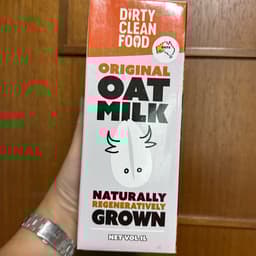 DiRTY
CLEAN
FOOD
ORIGINAL
OAT
MILK
NATURALLY
REGENERATIVELY
GROWN
NET VOL 1L